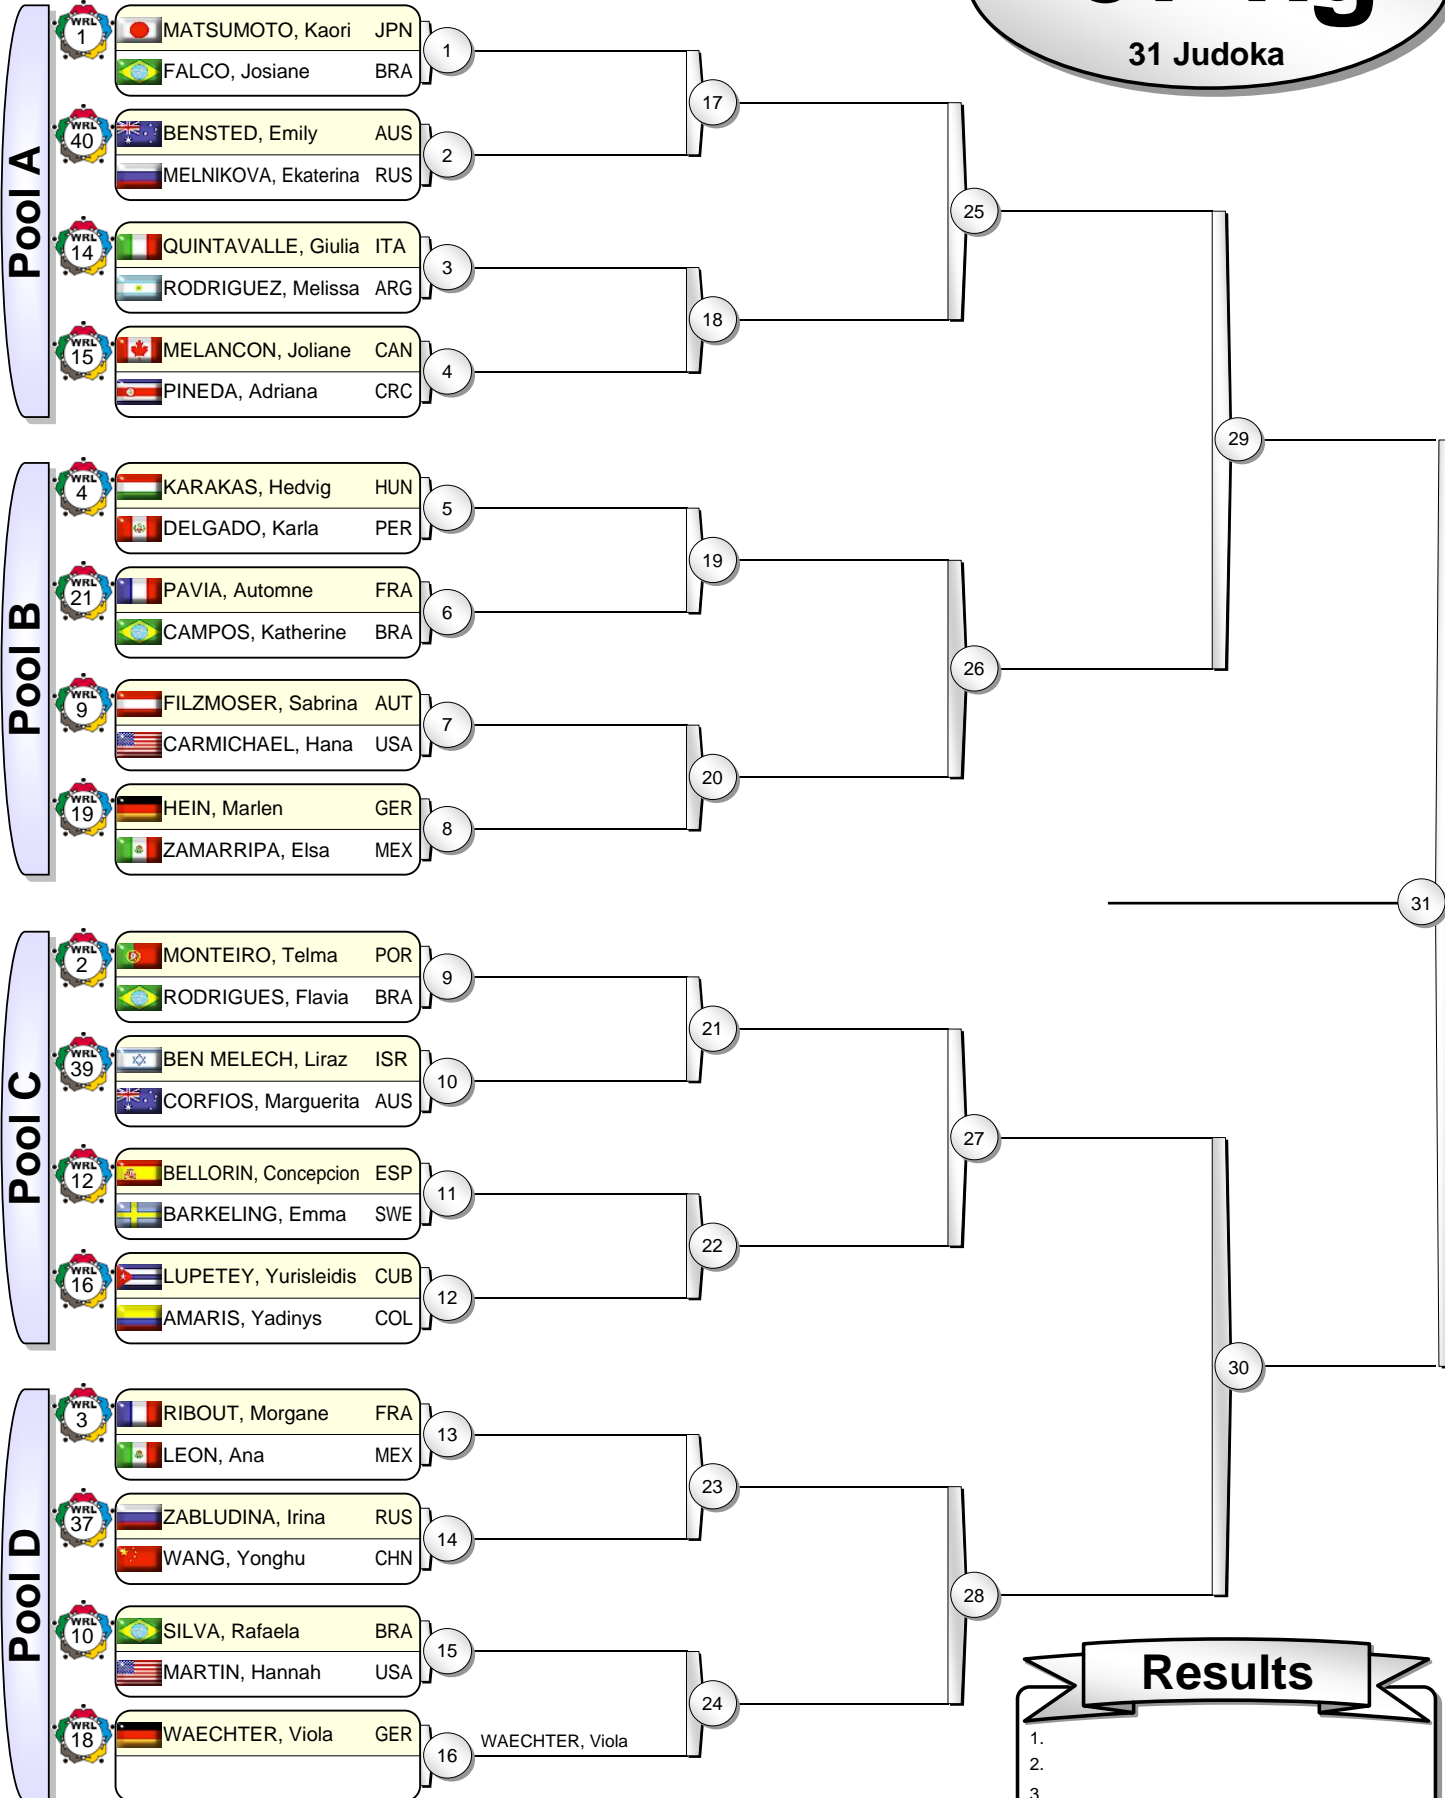 31 Judoka
Pool A
WRL 1
MATSUMOTO, Kaori JPN
FALCO, Josiane BRA
1
WRL 40
BENSTED, Emily AUS
MELNIKOVA, Ekaterina RUS
2
17
WRL 14
QUINTAVALLE, Giulia ITA
RODRIGUEZ, Melissa ARG
3
WRL 15
MELANCON, Joliane CAN
PINEDA, Adriana CRC
4
18
25
Pool B
WRL 4
KARAKAS, Hedvig HUN
DELGADO, Karla PER
5
WRL 21
PAVIA, Automne FRA
CAMPOS, Katherine BRA
6
19
WRL 9
FILZMOSER, Sabrina AUT
CARMICHAEL, Hana USA
7
WRL 19
HEIN, Marlen GER
ZAMARRIPA, Elsa MEX
8
20
26
29
31
Pool C
WRL 2
MONTEIRO, Telma POR
RODRIGUES, Flavia BRA
9
WRL 39
BEN MELECH, Liraz ISR
CORFIOS, Marguerita AUS
10
21
WRL 12
BELLORIN, Concepcion ESP
BARKELING, Emma SWE
11
WRL 16
LUPETEY, Yurisleidis CUB
AMARIS, Yadinys COL
12
22
27
Pool D
WRL 3
RIBOUT, Morgane FRA
LEON, Ana MEX
13
WRL 37
ZABLUDINA, Irina RUS
WANG, Yonghu CHN
14
23
WRL 10
SILVA, Rafaela BRA
MARTIN, Hannah USA
15
WRL 18
WAECHTER, Viola GER
16
WAECHTER, Viola
24
28
30
Results
1.
2.
3